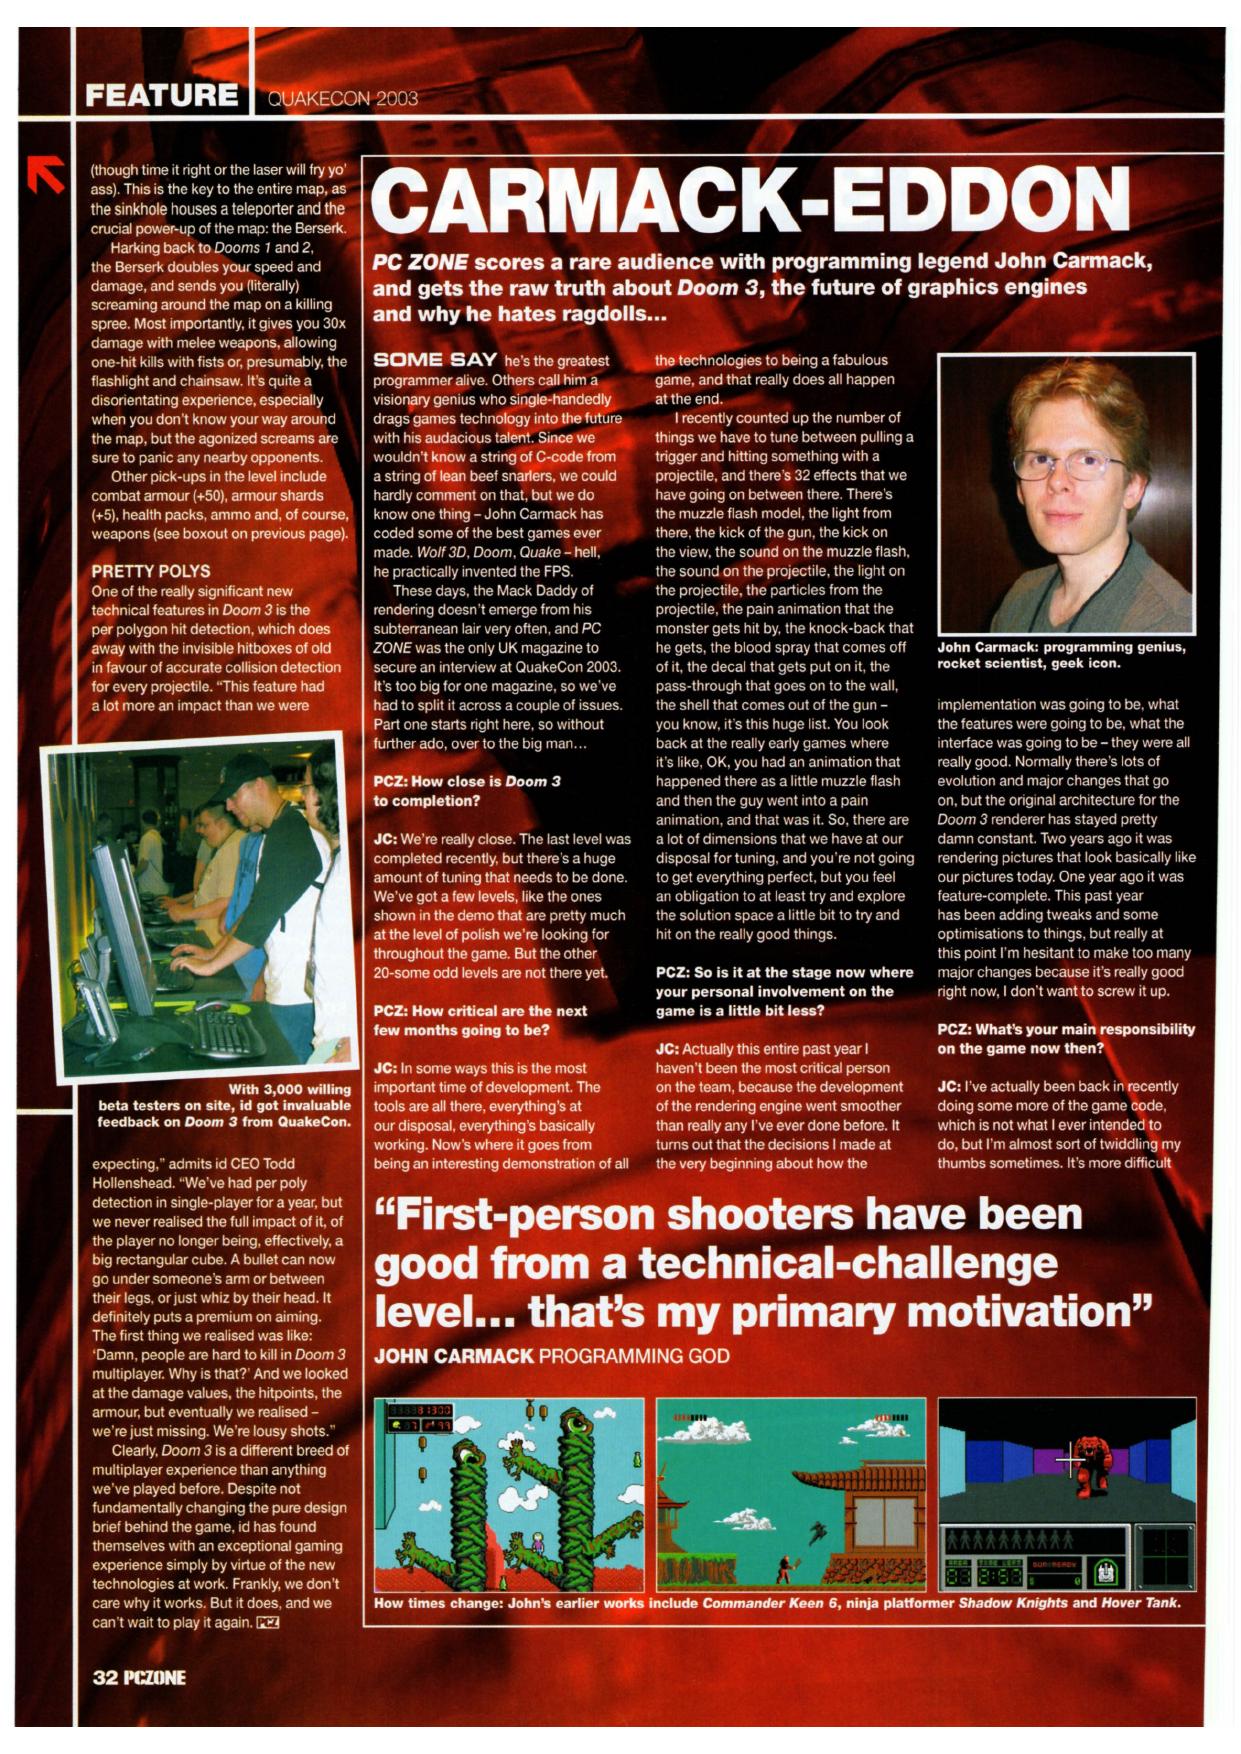 FEATURE
QUAKECON 2003
(though time it right or the laser will fry yo'
ass). This is the key to the entire map, as
the sinkhole houses a teleporter and the
crucial power-up of the map: the Berserk.
Harking back to Dooms 1 and 2,
the Berserk doubles your speed and
damage, and sends you (literally)
screaming around the map on a killing
spree. Most importantly, it gives you 30x
damage with melee weapons, allowing
one-hit kills with fists or, presumably, the
flashlight and chainsaw. It's quite a
disorientating experience, especially
when you don't know your way around
the map, but the agonized screams are
sure to panic any nearby opponents.
Other pick-ups in the level include
combat armour (+50), armour shards
(+5), health packs, ammo and, of course,
weapons (see boxout on previous page).
PRETTY POLYS
One of the really significant new
technical features in Doom 3 is the
per polygon hit detection, which does
away with the invisible hitboxes of old
in favour of accurate collision detection
for every projectile. "This feature had
a lot more an impact than we were
With 3,000 willing
beta testers on site, id got invaluable
feedback on Doom 3 from QuakeCon.
expecting," admits id CEO Todd
Hollenshead. "We've had per poly
detection in single-player for a year, but
we never realised the full impact of it, of
the player no longer being, effectively, a
big rectangular cube. A bullet can now
go under someone's arm or between
their legs, or just whiz by their head. It
definitely puts a premium on aiming.
The first thing we realised was like:
'Damn, people are hard to kill in Doom 3
multiplayer. Why is that?' And we looked
at the damage values, the hitpoints, the
armour, but eventually we realised –
we're just missing. We're lousy shots."
Clearly, Doom 3 is a different breed of
multiplayer experience than anything
we've played before. Despite not
fundamentally changing the pure design
brief behind the game, id has found
themselves with an exceptional gaming
experience simply by virtue of the new
technologies at work. Frankly, we don't
care why it works. But it does, and we
can't wait to play it again. PCZ
CARMACK-EDDON
PC ZONE scores a rare audience with programming legend John Carmack,
and gets the raw truth about Doom 3, the future of graphics engines
and why he hates ragdolls...
SOME SAY he's the greatest
programmer alive. Others call him a
visionary genius who single-handedly
drags games technology into the future
with his audacious talent. Since we
wouldn't know a string of C-code from
a string of lean beef snarlers, we could
hardly comment on that, but we do
know one thing – John Carmack has
coded some of the best games ever
made. Wolf 3D, Doom, Quake – hell,
he practically invented the FPS.
These days, the Mack Daddy of
rendering doesn't emerge from his
subterranean lair very often, and PC
ZONE was the only UK magazine to
secure an interview at QuakeCon 2003.
It's too big for one magazine, so we've
had to split it across a couple of issues.
Part one starts right here, so without
further ado, over to the big man...
PCZ: How close is Doom 3
to completion?
JC: We're really close. The last level was
completed recently, but there's a huge
amount of tuning that needs to be done.
We've got a few levels, like the ones
shown in the demo that are pretty much
at the level of polish we're looking for
throughout the game. But the other
20-some odd levels are not there yet.
PCZ: How critical are the next
few months going to be?
JC: In some ways this is the most
important time of development. The
tools are all there, everything's at
our disposal, everything's basically
working. Now's where it goes from
being an interesting demonstration of all
the technologies to being a fabulous
game, and that really does all happen
at the end.
I recently counted up the number of
things we have to tune between pulling a
trigger and hitting something with a
projectile, and there's 32 effects that we
have going on between there. There's
the muzzle flash model, the light from
there, the kick of the gun, the kick on
the view, the sound on the muzzle flash,
the sound on the projectile, the light on
the projectile, the particles from the
projectile, the pain animation that the
monster gets hit by, the knock-back that
he gets, the blood spray that comes off
of it, the decal that gets put on it, the
pass-through that goes on to the wall,
the shell that comes out of the gun –
you know, it's this huge list. You look
back at the really early games where
it's like, OK, you had an animation that
happened there as a little muzzle flash
and then the guy went into a pain
animation, and that was it. So, there are
a lot of dimensions that we have at our
disposal for tuning, and you're not going
to get everything perfect, but you feel
an obligation to at least try and explore
the solution space a little bit to try and
hit on the really good things.
PCZ: So is it at the stage now where
your personal involvement on the
game is a little bit less?
JC: Actually this entire past year I
haven't been the most critical person
on the team, because the development
of the rendering engine went smoother
than really any I've ever done before. It
turns out that the decisions I made at
the very beginning about how the
John Carmack: programming genius,
rocket scientist, geek icon.
implementation was going to be, what
the features were going to be, what the
interface was going to be – they were all
really good. Normally there's lots of
evolution and major changes that go
on, but the original architecture for the
Doom 3 renderer has stayed pretty
damn constant. Two years ago it was
rendering pictures that look basically like
our pictures today. One year ago it was
feature-complete. This past year
has been adding tweaks and some
optimisations to things, but really at
this point I'm hesitant to make too many
major changes because it's really good
right now, I don't want to screw it up.
PCZ: What's your main responsibility
on the game now then?
JC: I've actually been back in recently
doing some more of the game code,
which is not what I ever intended to
do, but I'm almost sort of twiddling my
thumbs sometimes. It's more difficult
"First-person shooters have been
good from a technical-challenge
level... that's my primary motivation"
JOHN CARMACK PROGRAMMING GOD
How times change: John's earlier works include Commander Keen 6, ninja platformer Shadow Knights and Hover Tank.
32 PCZONE